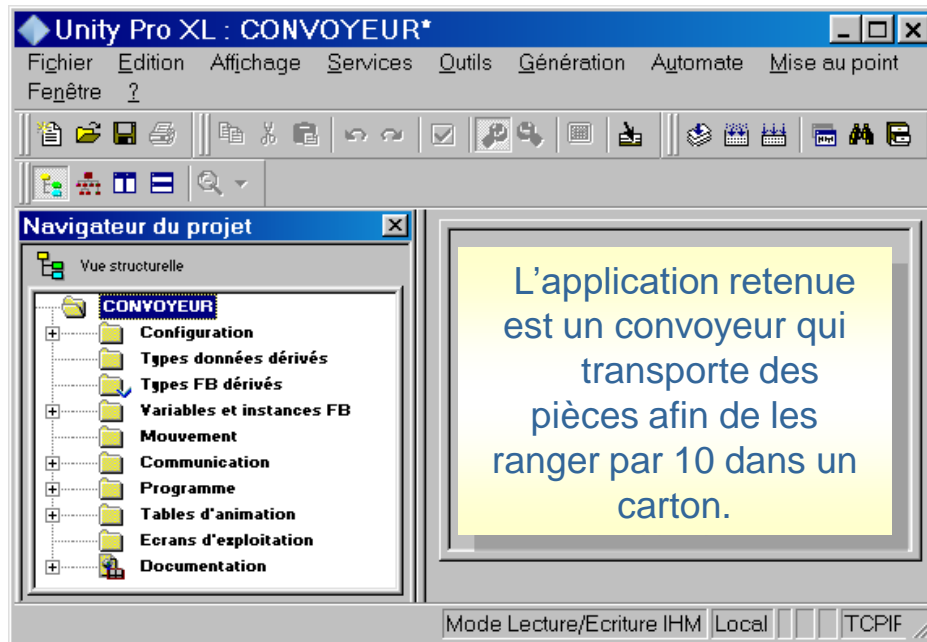 Unity Pro XL : CONVOYEUR*
Fichier Edition Affichage Services Outils Génération Automate Mise au point
Fenêtre ?
Navigateur du projet
Vue structurelle
CONVOYEUR
Configuration
Types données dérivés
Types FB dérivés
Variables et instances FB
Mouvement
Communication
Programme
Tables d'animation
Ecrans d'exploitation
Documentation
L’application retenue
est un convoyeur qui
transporte des
pièces afin de les
ranger par 10 dans un
carton.
Mode Lecture/Ecriture IHM Local TCPIF